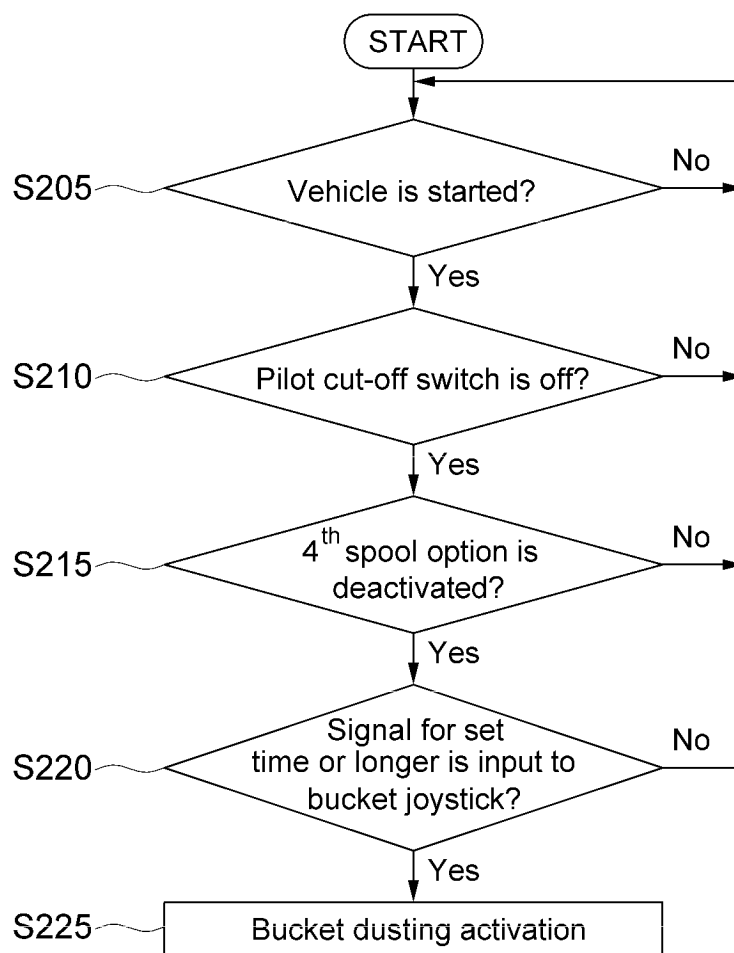 START
No
S205
Vehicle is started?
Yes
No
S210
Pilot cut-off switch is off?
Yes
No
S215
4th spool option is
deactivated?
Yes
Signal for set
No
S220
time or longer is input to
bucket joystick?
Yes
S225
Bucket dusting activation